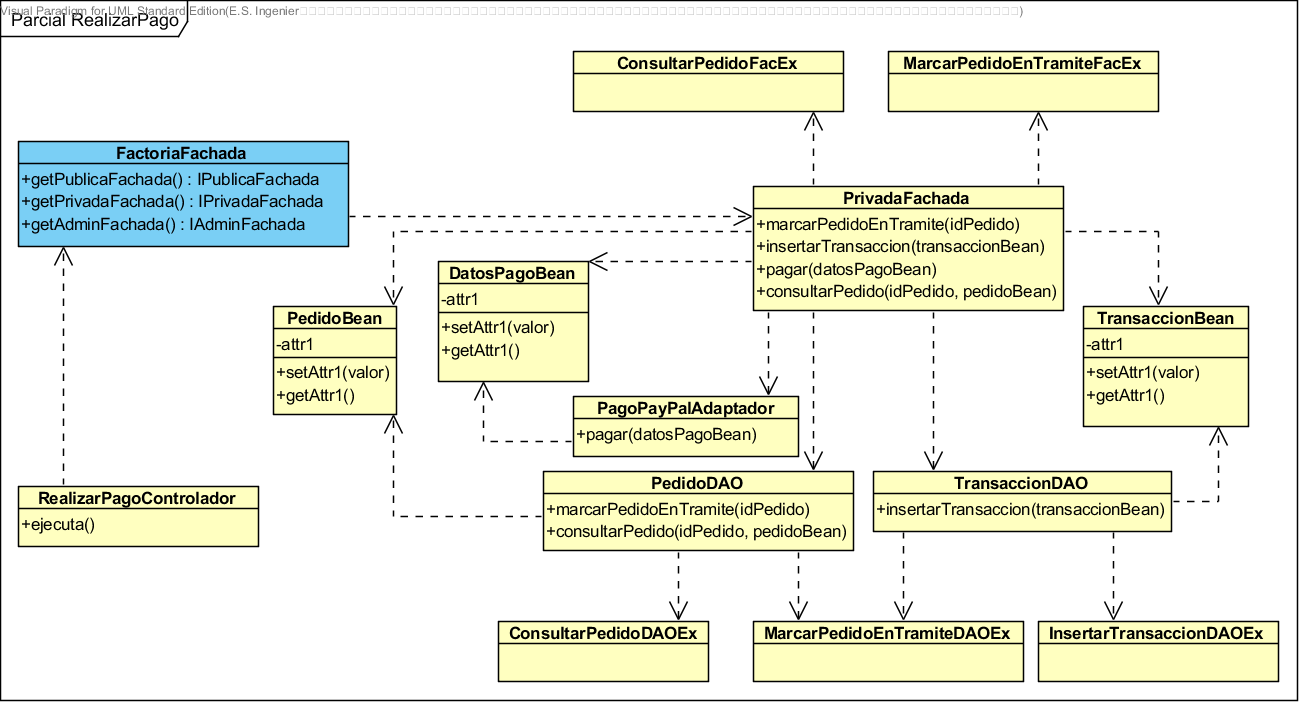 Visual Paradigm for UML Standard Edition(E.S. Ingenier
Parcial RealizarPago
ConsultarPedidoFacEx
MarcarPedidoEnTramiteFacEx
FactoriaFachada
+getPublicaFachada() : IPublicaFachada
+getPrivadaFachada() : IPrivadaFachada
+getAdminFachada() : IAdminFachada
PrivadaFachada
+marcarPedidoEnTramite(idPedido)
+insertarTransaccion(transaccionBean)
+pagar(datosPagoBean)
+consultarPedido(idPedido, pedidoBean)
DatosPagoBean
-attr1
+setAttr1(valor)
+getAttr1()
PedidoBean
-attr1
+setAttr1(valor)
+getAttr1()
TransaccionBean
-attr1
+setAttr1(valor)
+getAttr1()
PagoPayPalAdaptador
+pagar(datosPagoBean)
RealizarPagoControlador
+ejecuta()
PedidoDAO
+marcarPedidoEnTramite(idPedido)
+consultarPedido(idPedido, pedidoBean)
TransaccionDAO
+insertarTransaccion(transaccionBean)
ConsultarPedidoDAOEx
MarcarPedidoEnTramiteDAOEx
InsertarTransaccionDAOEx